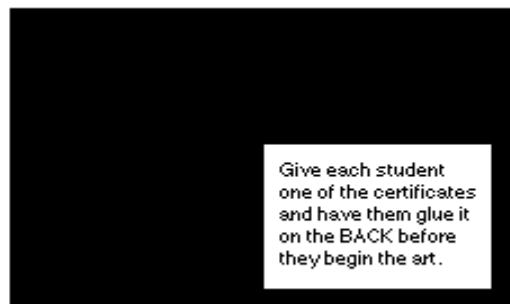 Give each student
one of the certificates
and have them glue it
on the BACK before
they begin the art.